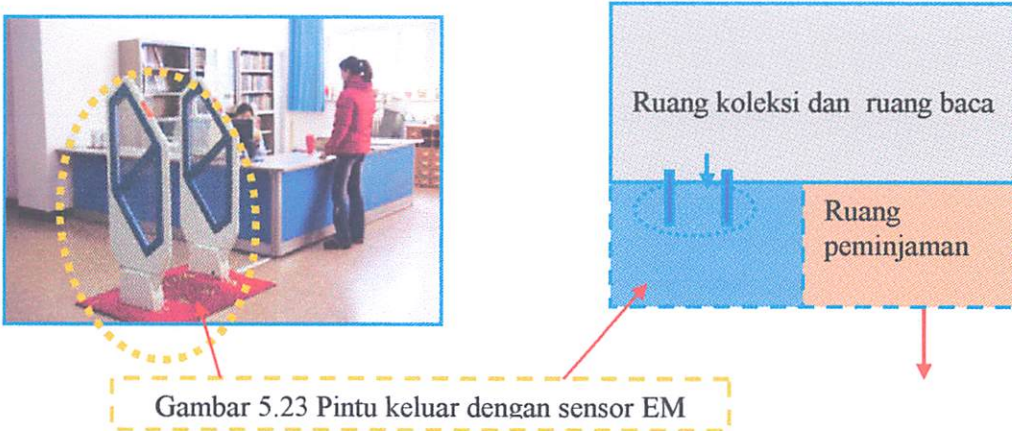 Ruang koleksi dan ruang baca
Ruang
peminjaman
Gambar 5.23 Pintu keluar dengan sensor EM